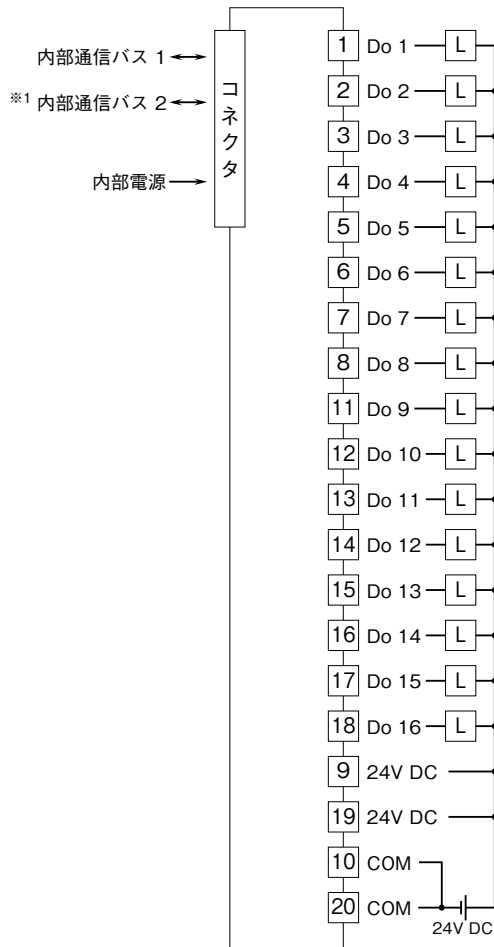 内部通信バス 1
※1 内部通信バス 2
内部電源
コネクタ
1 Do 1 L
2 Do 2 L
3 Do 3 L
4 Do 4 L
5 Do 5 L
6 Do 6 L
7 Do 7 L
8 Do 8 L
11 Do 9 L
12 Do 10 L
13 Do 11 L
14 Do 12 L
15 Do 13 L
16 Do 14 L
17 Do 15 L
18 Do 16 L
9 24V DC
19 24V DC
10 COM
20 COM
24V DC